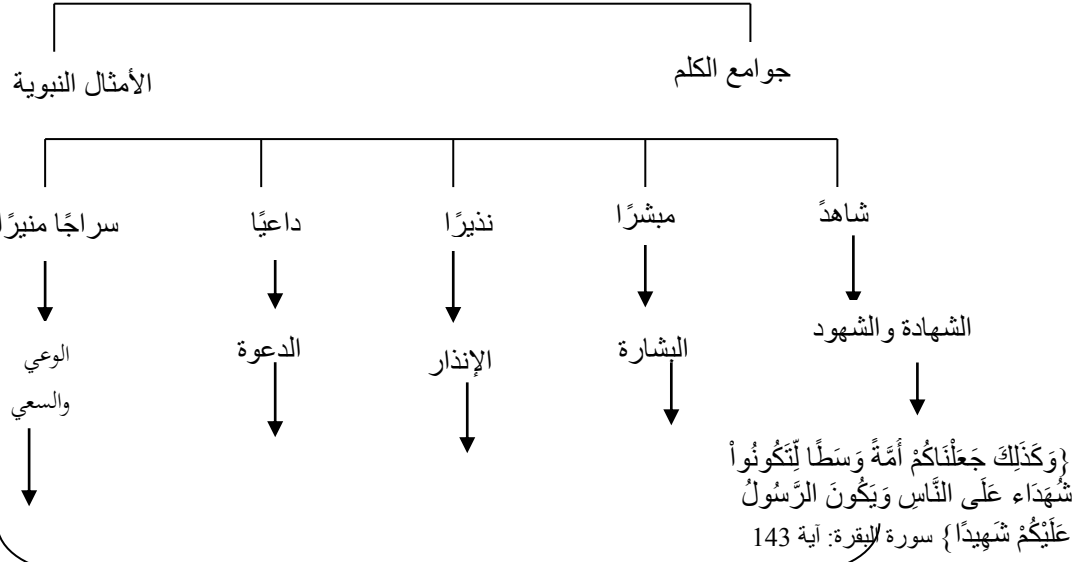 جوامع الكلم
الأمثال النبوية
شاهدً
مبشرًا
نذيرًا
داعيًا
سراجًا منيرًا
الشهادة والشهود
البشارة
الإنذار
الدعوة
الوعي
والسعي
{وَكَذَلِكَ جَعَلْنَاكُمْ أُمَّةً وَسَطًا لِّتَكُونُواْ
شُهَدَاء عَلَى النَّاسِ وَيَكُونَ الرَّسُولُ
عَلَيْكُمْ شَهِيدًا} سورة البقرة: آية 143